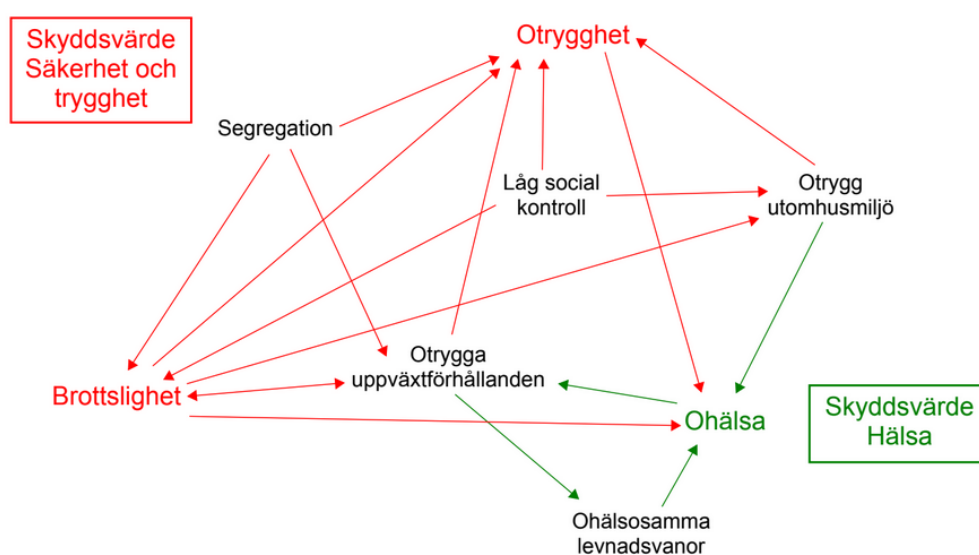 Skyddsvärde
Säkerhet och
trygghet
Otrygghet
Segregation
Låg social
kontroll
Otrygg
utomhusmiljö
Otrygga
uppväxtförhållanden
Brottslighet
Ohälsa
Skyddsvärde
Hälsa
Ohälsosamma
levnadsvanor